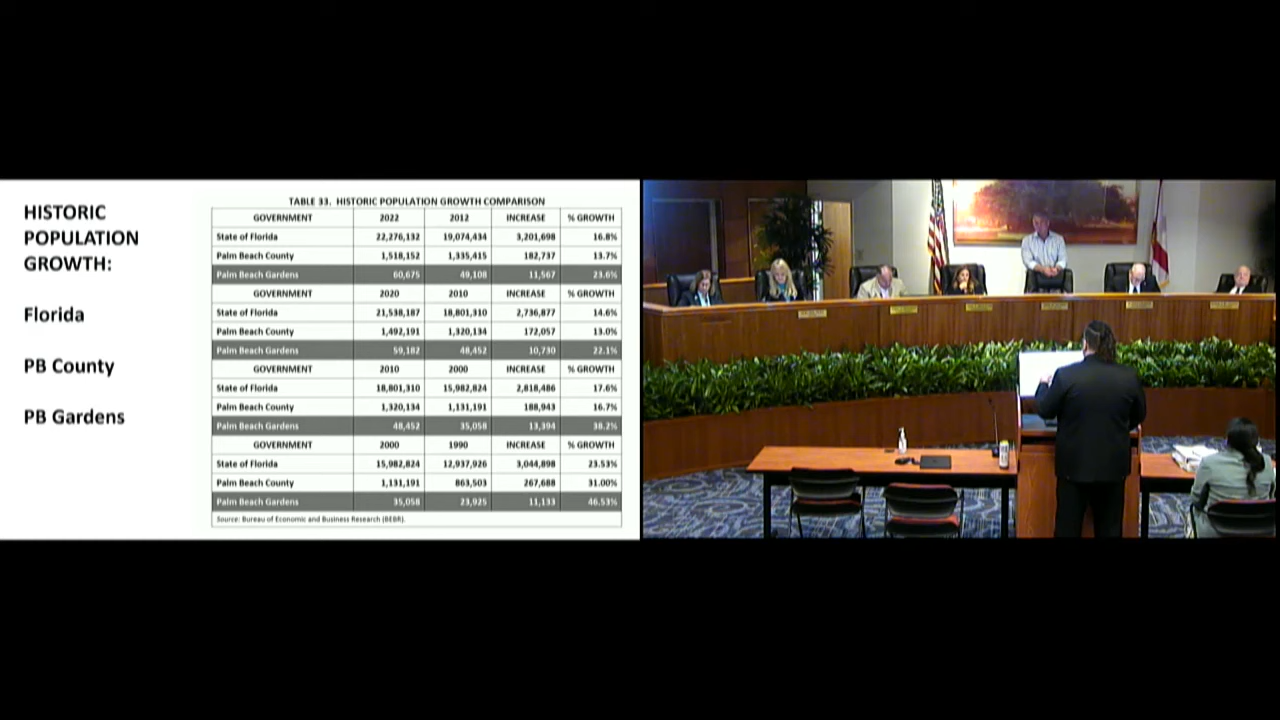 HISTORIC
POPULATION
GROWTH:
Florida
PB County
PB Gardens
TABLE 33. HISTORIC POPULATION GROWTH COMPARISON
GOVERNMENT 2022 2012 INCREASE % GROWTH
State of Florida 22,276,132 19,074,434 3,201,698 16.8%
Palm Beach County 1,518,152 1,335,415 182,737 13.7%
Palm Beach Gardens 60,675 49,108 11,567 23.6%
GOVERNMENT 2020 2010 INCREASE % GROWTH
State of Florida 21,538,187 18,801,310 2,736,877 14.6%
Palm Beach County 1,492,191 1,320,134 172,057 13.0%
Palm Beach Gardens 59,182 48,452 10,730 22.1%
GOVERNMENT 2010 2000 INCREASE % GROWTH
State of Florida 18,801,310 15,982,824 2,818,486 17.6%
Palm Beach County 1,320,134 1,131,191 188,943 16.7%
Palm Beach Gardens 48,452 35,058 13,394 38.2%
GOVERNMENT 2000 1990 INCREASE % GROWTH
State of Florida 15,982,824 12,937,926 3,044,898 23.53%
Palm Beach County 1,131,191 863,503 267,688 31.00%
Palm Beach Gardens 35,058 23,925 11,133 46.53%
Source: Bureau of Economic and Business Research (BEBR).